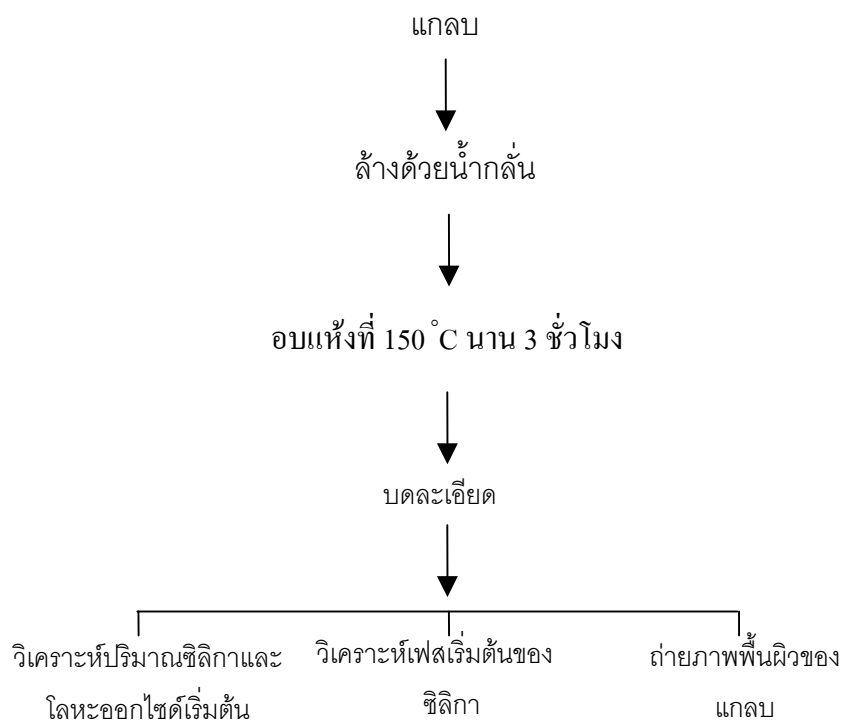 แกลบ
ล้างด้วยน้ำกลั่น
อบแห้งที่ 150 °C นาน 3 ชั่วโมง
บดละเอียด
วิเคราะห์ปริมาณซิลิกาและ
โลหะออกไซด์เริ่มต้น
วิเคราะห์เฟสเริ่มต้นของ
ซิลิกา
ถ่ายภาพพื้นผิวของ
แกลบ